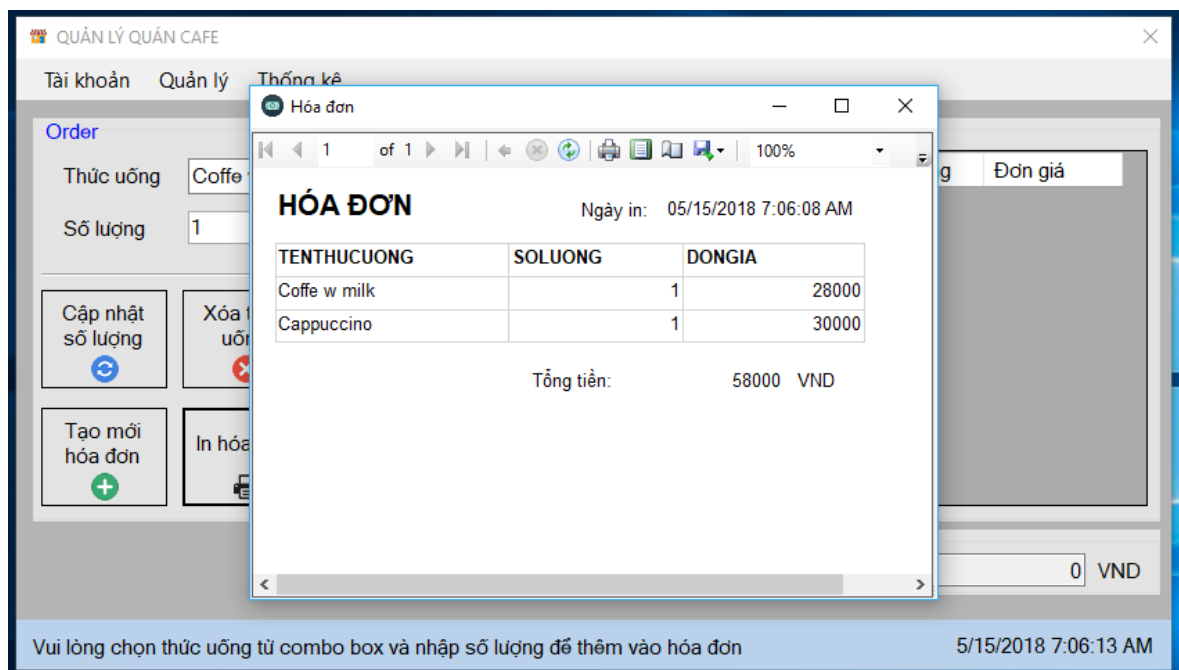 QUẢN LÝ QUÁN CAFE
Tài khoản Quản lý Thống kê
Hóa đơn
Order
1 of 1 100%
Thức uống Coffe
Đơn giá
HÓA ĐƠN Ngày in: 05/15/2018 7:06:08 AM
Số lượng 1
TENTHUCUONG SOLUONG DONGIA
Coffe w milk 1 28000
Cappuccino 1 30000
Cập nhật
số lượng
Xóa
Tổng tiền: 58000 VND
Tạo mới
hóa đơn
In hóa
0 VND
Vui lòng chọn thức uống từ combo box và nhập số lượng để thêm vào hóa đơn 5/15/2018 7:06:13 AM